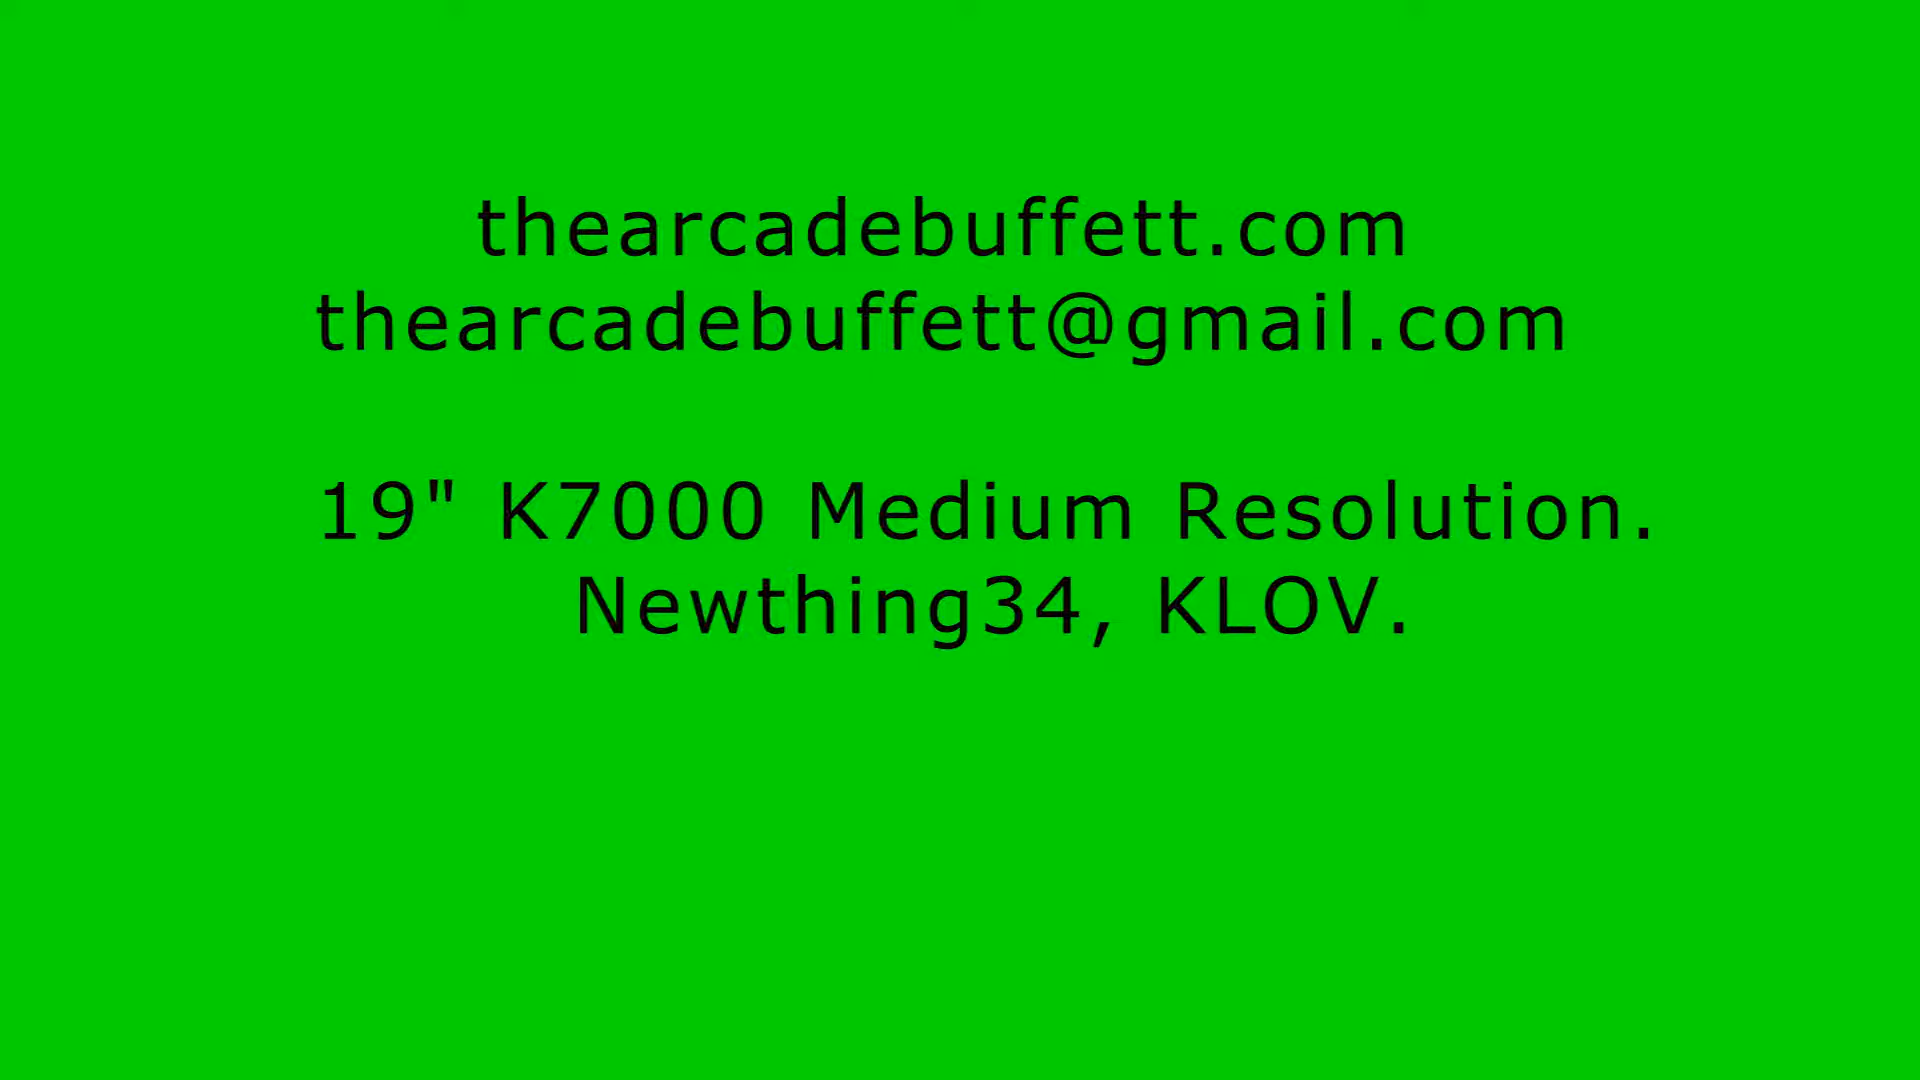 thearcadebuffett.com
thearcadebuffett@gmail.com
19" K7000 Medium Resolution.
Newthing34, KLOV.